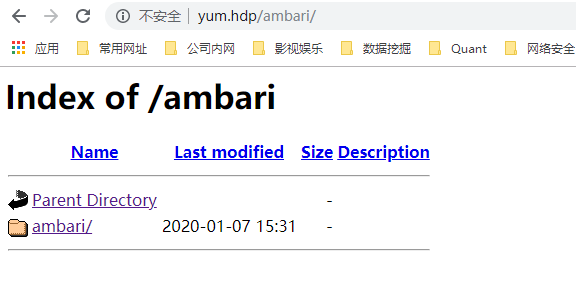 不安全 | yum.hdp/ambari/
应用 常用网址 公司内网 影视娱乐 数据挖掘 Quant 网络安全
Index of /ambari
Name Last modified Size Description
Parent Directory -
ambari/ 2020-01-07 15:31 -